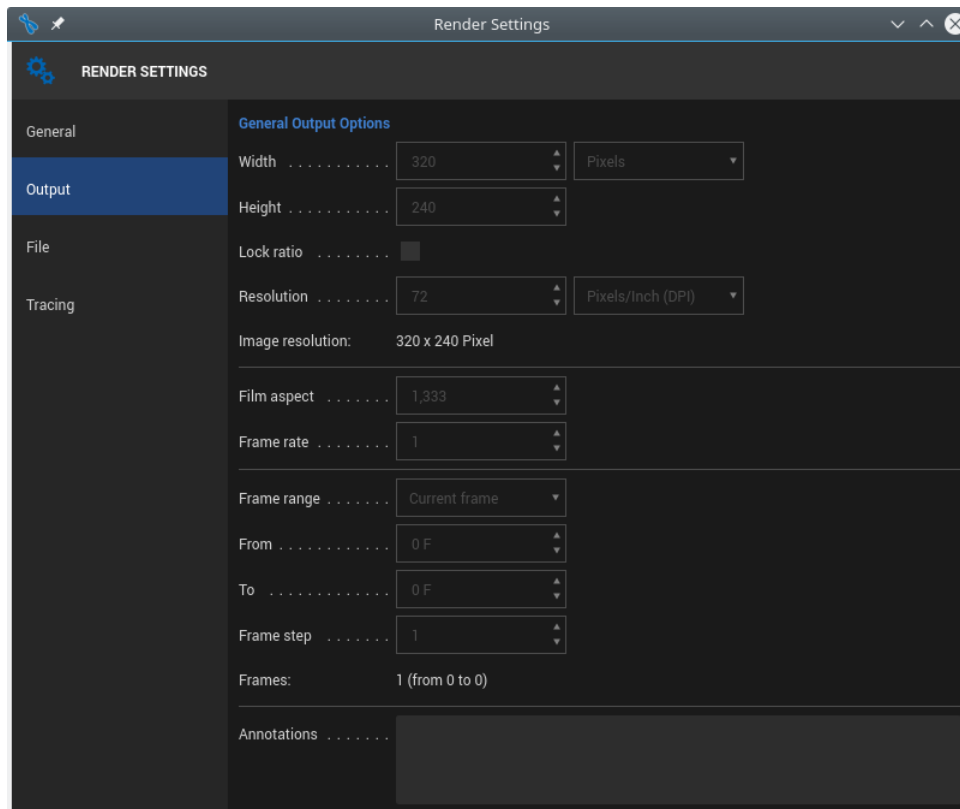 Render Settings
RENDER SETTINGS
General
Output
File
Tracing
General Output Options
Width . . . . . . . . . . . 320 Pixels
Height . . . . . . . . . . . 240
Lock ratio . . . . . . . .
Resolution . . . . . . . . 72 Pixels/Inch (DPI)
Image resolution: 320 x 240 Pixel
Film aspect . . . . . . . 1,333
Frame rate . . . . . . . . 1
Frame range . . . . . . . Current frame
From . . . . . . . . . . . . 0 F
To . . . . . . . . . . . . . 0 F
Frame step . . . . . . . 1
Frames: 1 (from 0 to 0)
Annotations . . . . . . .